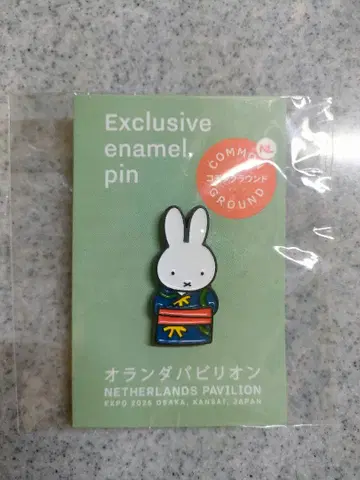 Exclusive
enamel
pin
NL
COMMON
コモングラウンド
GROUND
オランダパビリオン
NETHERLANDS PAVILION
EXPO 2025 OSAKA, KANSAI, JAPAN